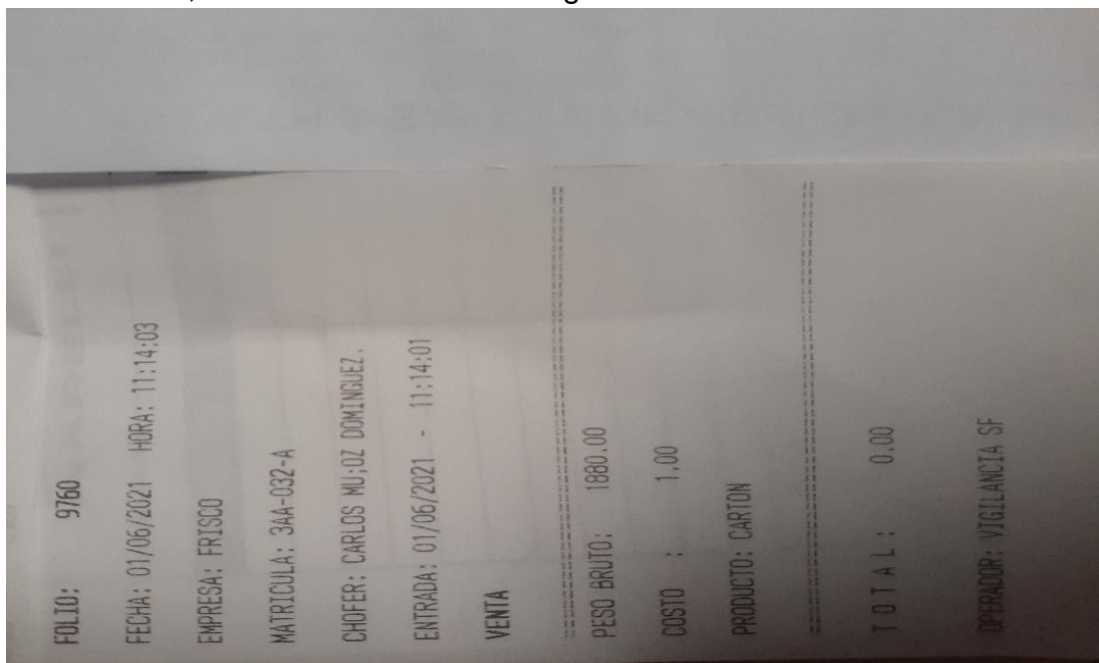 FOLIO: 9760
FECHA: 01/06/2021 HORA: 11:14:03
EMPRESA: FRISCO
MATRICULA: 3AA-032-A
CHOFER: CARLOS MU;OZ DOMINGUEZ.
ENTRADA: 01/06/2021 - 11:14:01
VENTA
PESO BRUTO: 1880.00
COSTO : 1.00
PRODUCTO: CARTON
T O T A L : 0.00
OPERADOR: VIGILANCIA SF